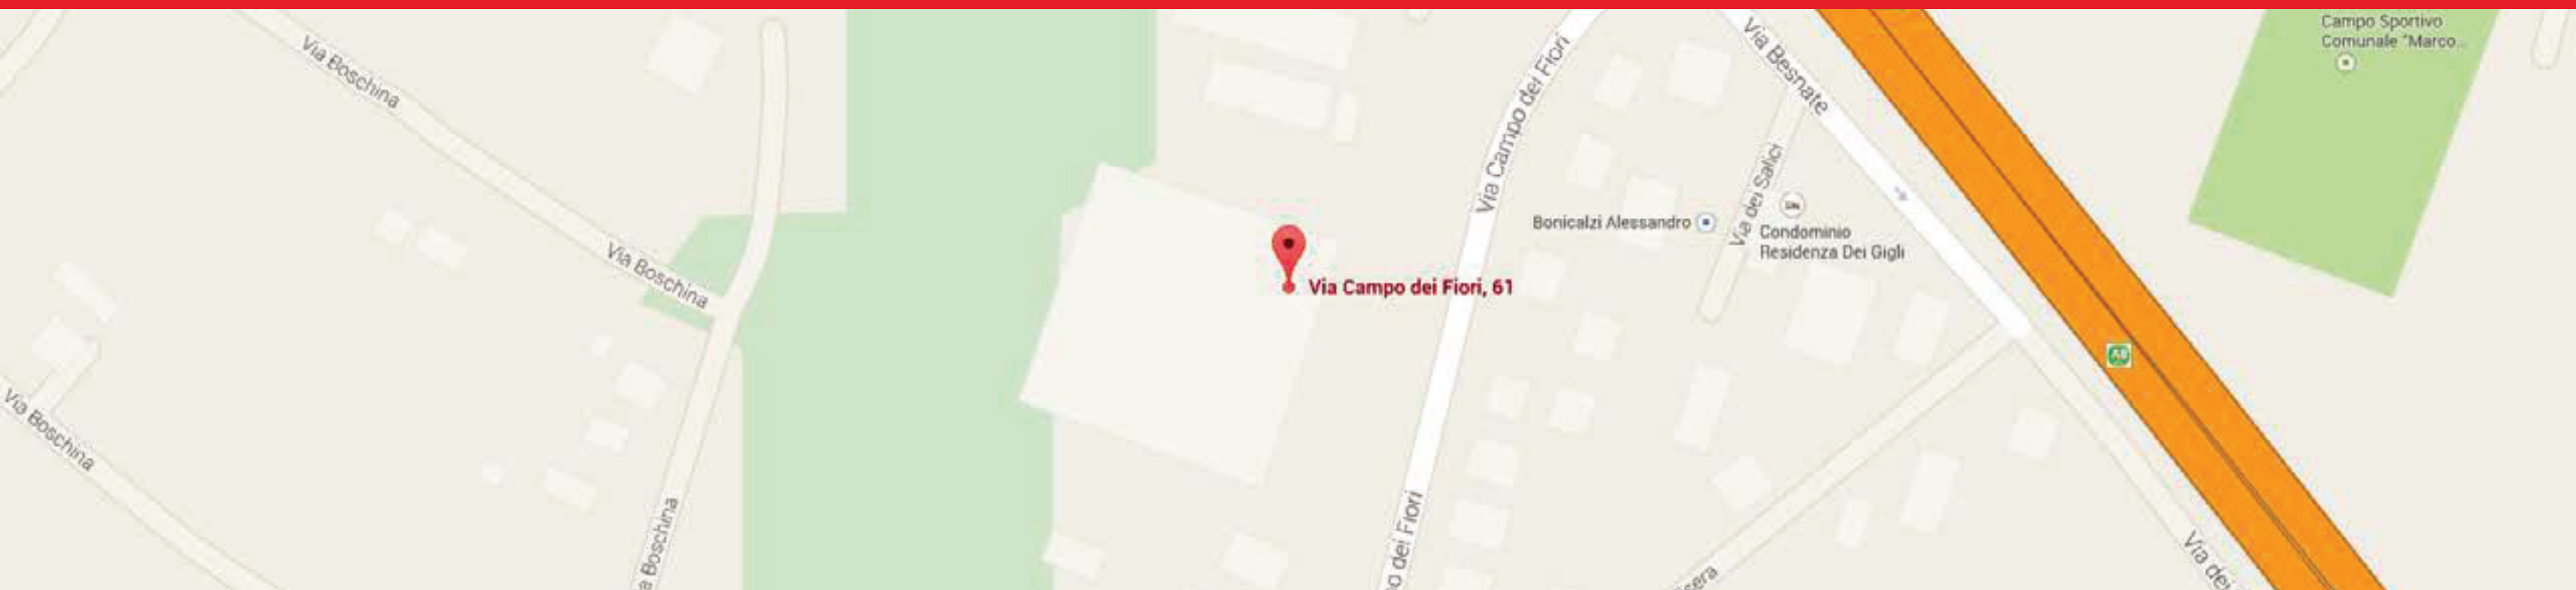 Campo Sportivo
Comunale "Marco...
Via Besnate
Via Boschina
Via Campo dei Fiori
Via dei Salici
Bonicalzi Alessandro
Condominio
Residenza Dei Gigli
Via Boschina
Via Campo dei Fiori, 61
A8
Via Boschina
a Boschina
o dei Fiori
sera
Via dei